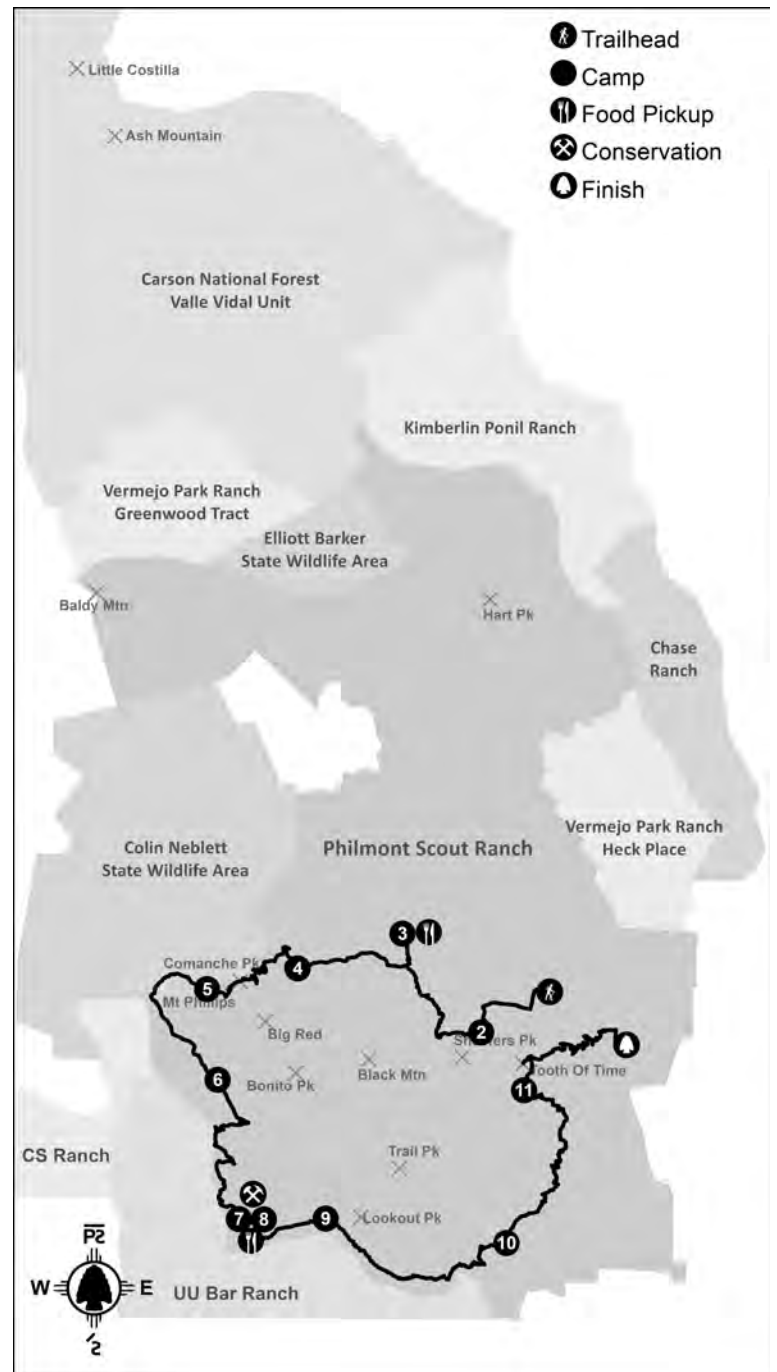 Trailhead
Camp
Food Pickup
Conservation
Finish
Little Costilla
Ash Mountain
Carson National Forest
Valle Vidal Unit
Kimberlin Ponil Ranch
Vermejo Park Ranch
Greenwood Tract
Elliott Barker
State Wildlife Area
Baldy Mtn
Hart Pk
Chase
Ranch
Colin Neblett
State Wildlife Area
Philmont Scout Ranch
Vermejo Park Ranch
Heck Place
3
Comanche Pk
4
5
Mt Phillips
Big Red
2
Pk
Tooth Of Time
Black Mtn
Bonito Pk
6
11
CS Ranch
Trail Pk
7
8
9
Lookout Pk
10
W
E
UU Bar Ranch